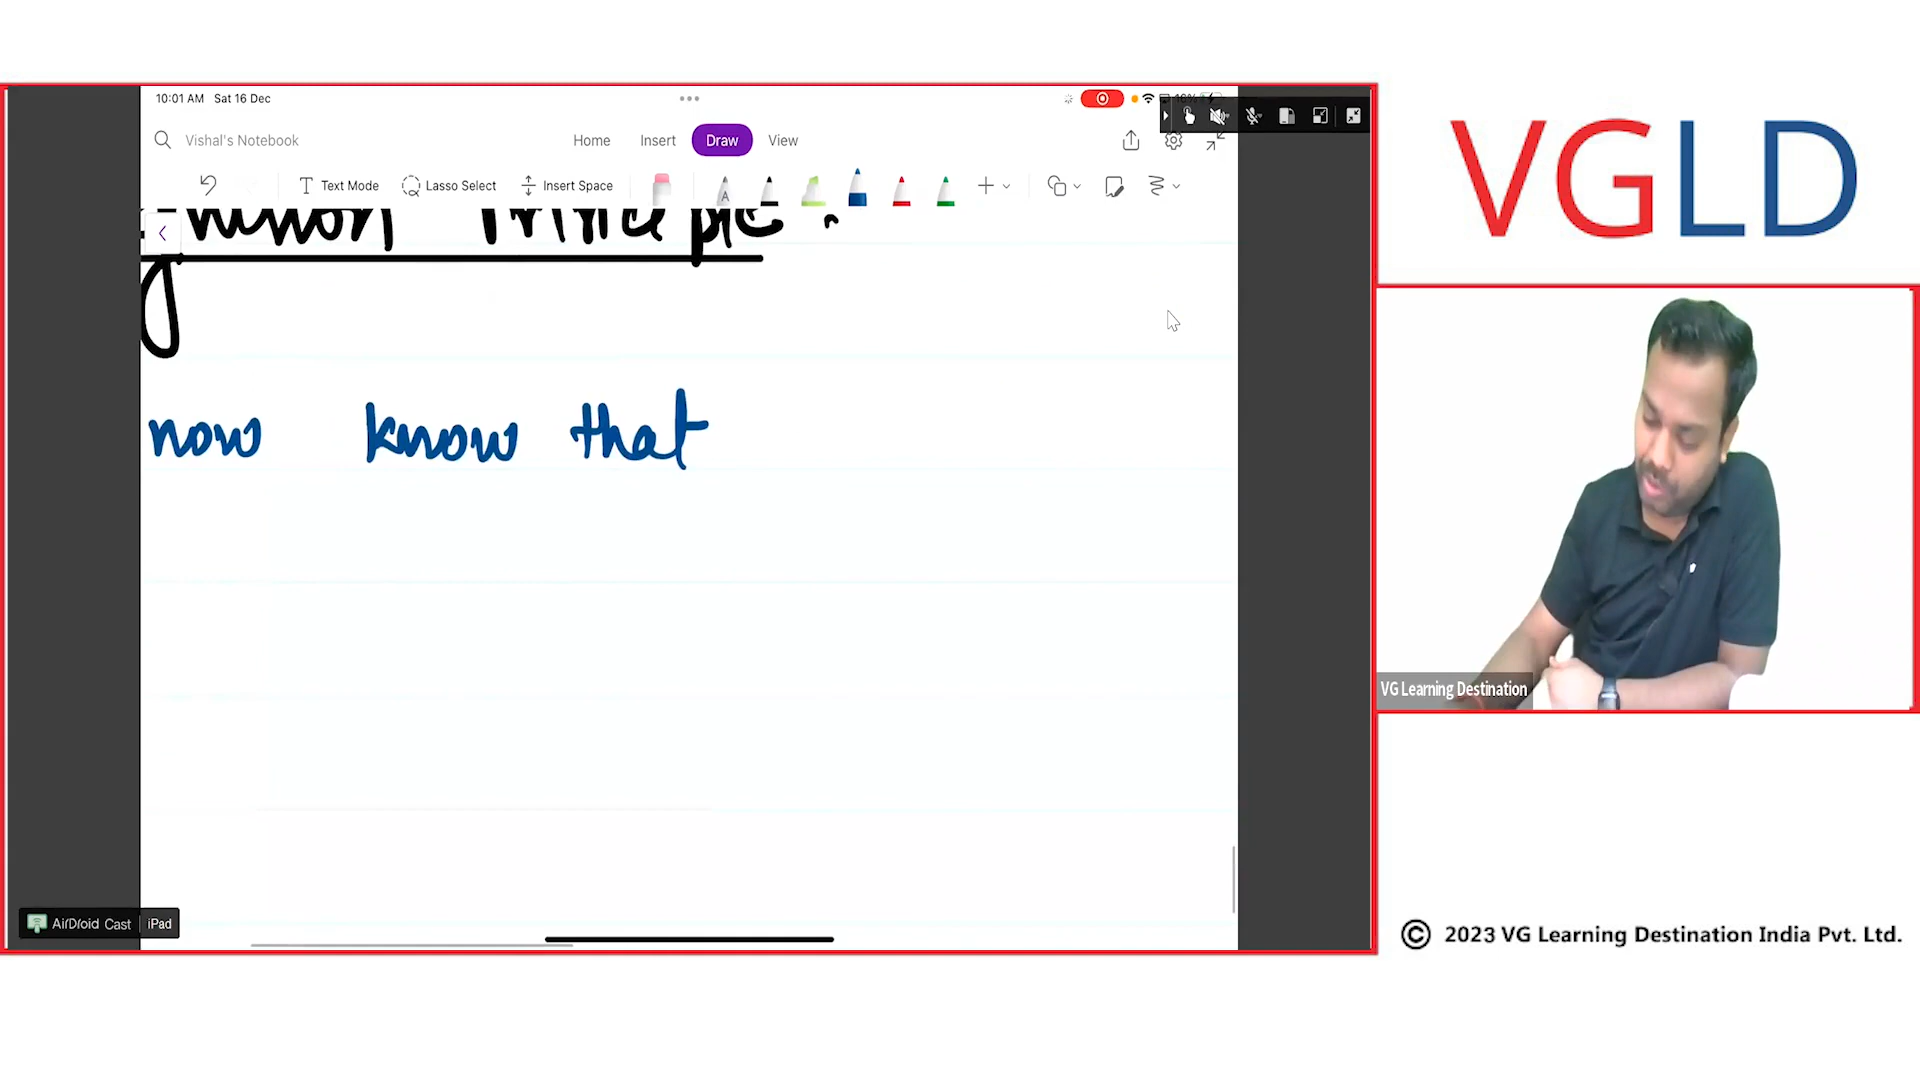 10:01 AM Sat 16 Dec
16%
Vishal's Notebook Home Insert Draw View
Text Mode Lasso Select Insert Space
A
now know that
VGLD
VG Learning Destination
AirDroid Cast iPad
© 2023 VG Learning Destination India Pvt. Ltd.